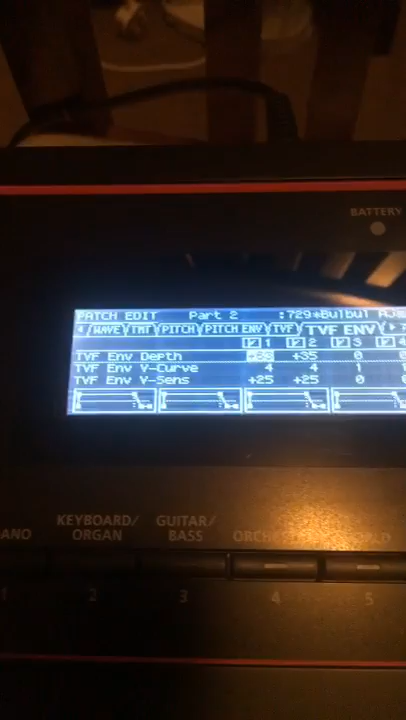 BATTERY
PATCH EDIT Part 2 :729*Bulbul
WAVE TMT PITCH PITCH ENV TVF TVF ENV
1 2 3 4
TVF Env Depth +35 0
TVF Env V-Curve 4 4 1
TVF Env V-Sens +25 +25 0
ANO KEYBOARD/ GUITAR/
ORGAN BASS
1 2 3 4 5